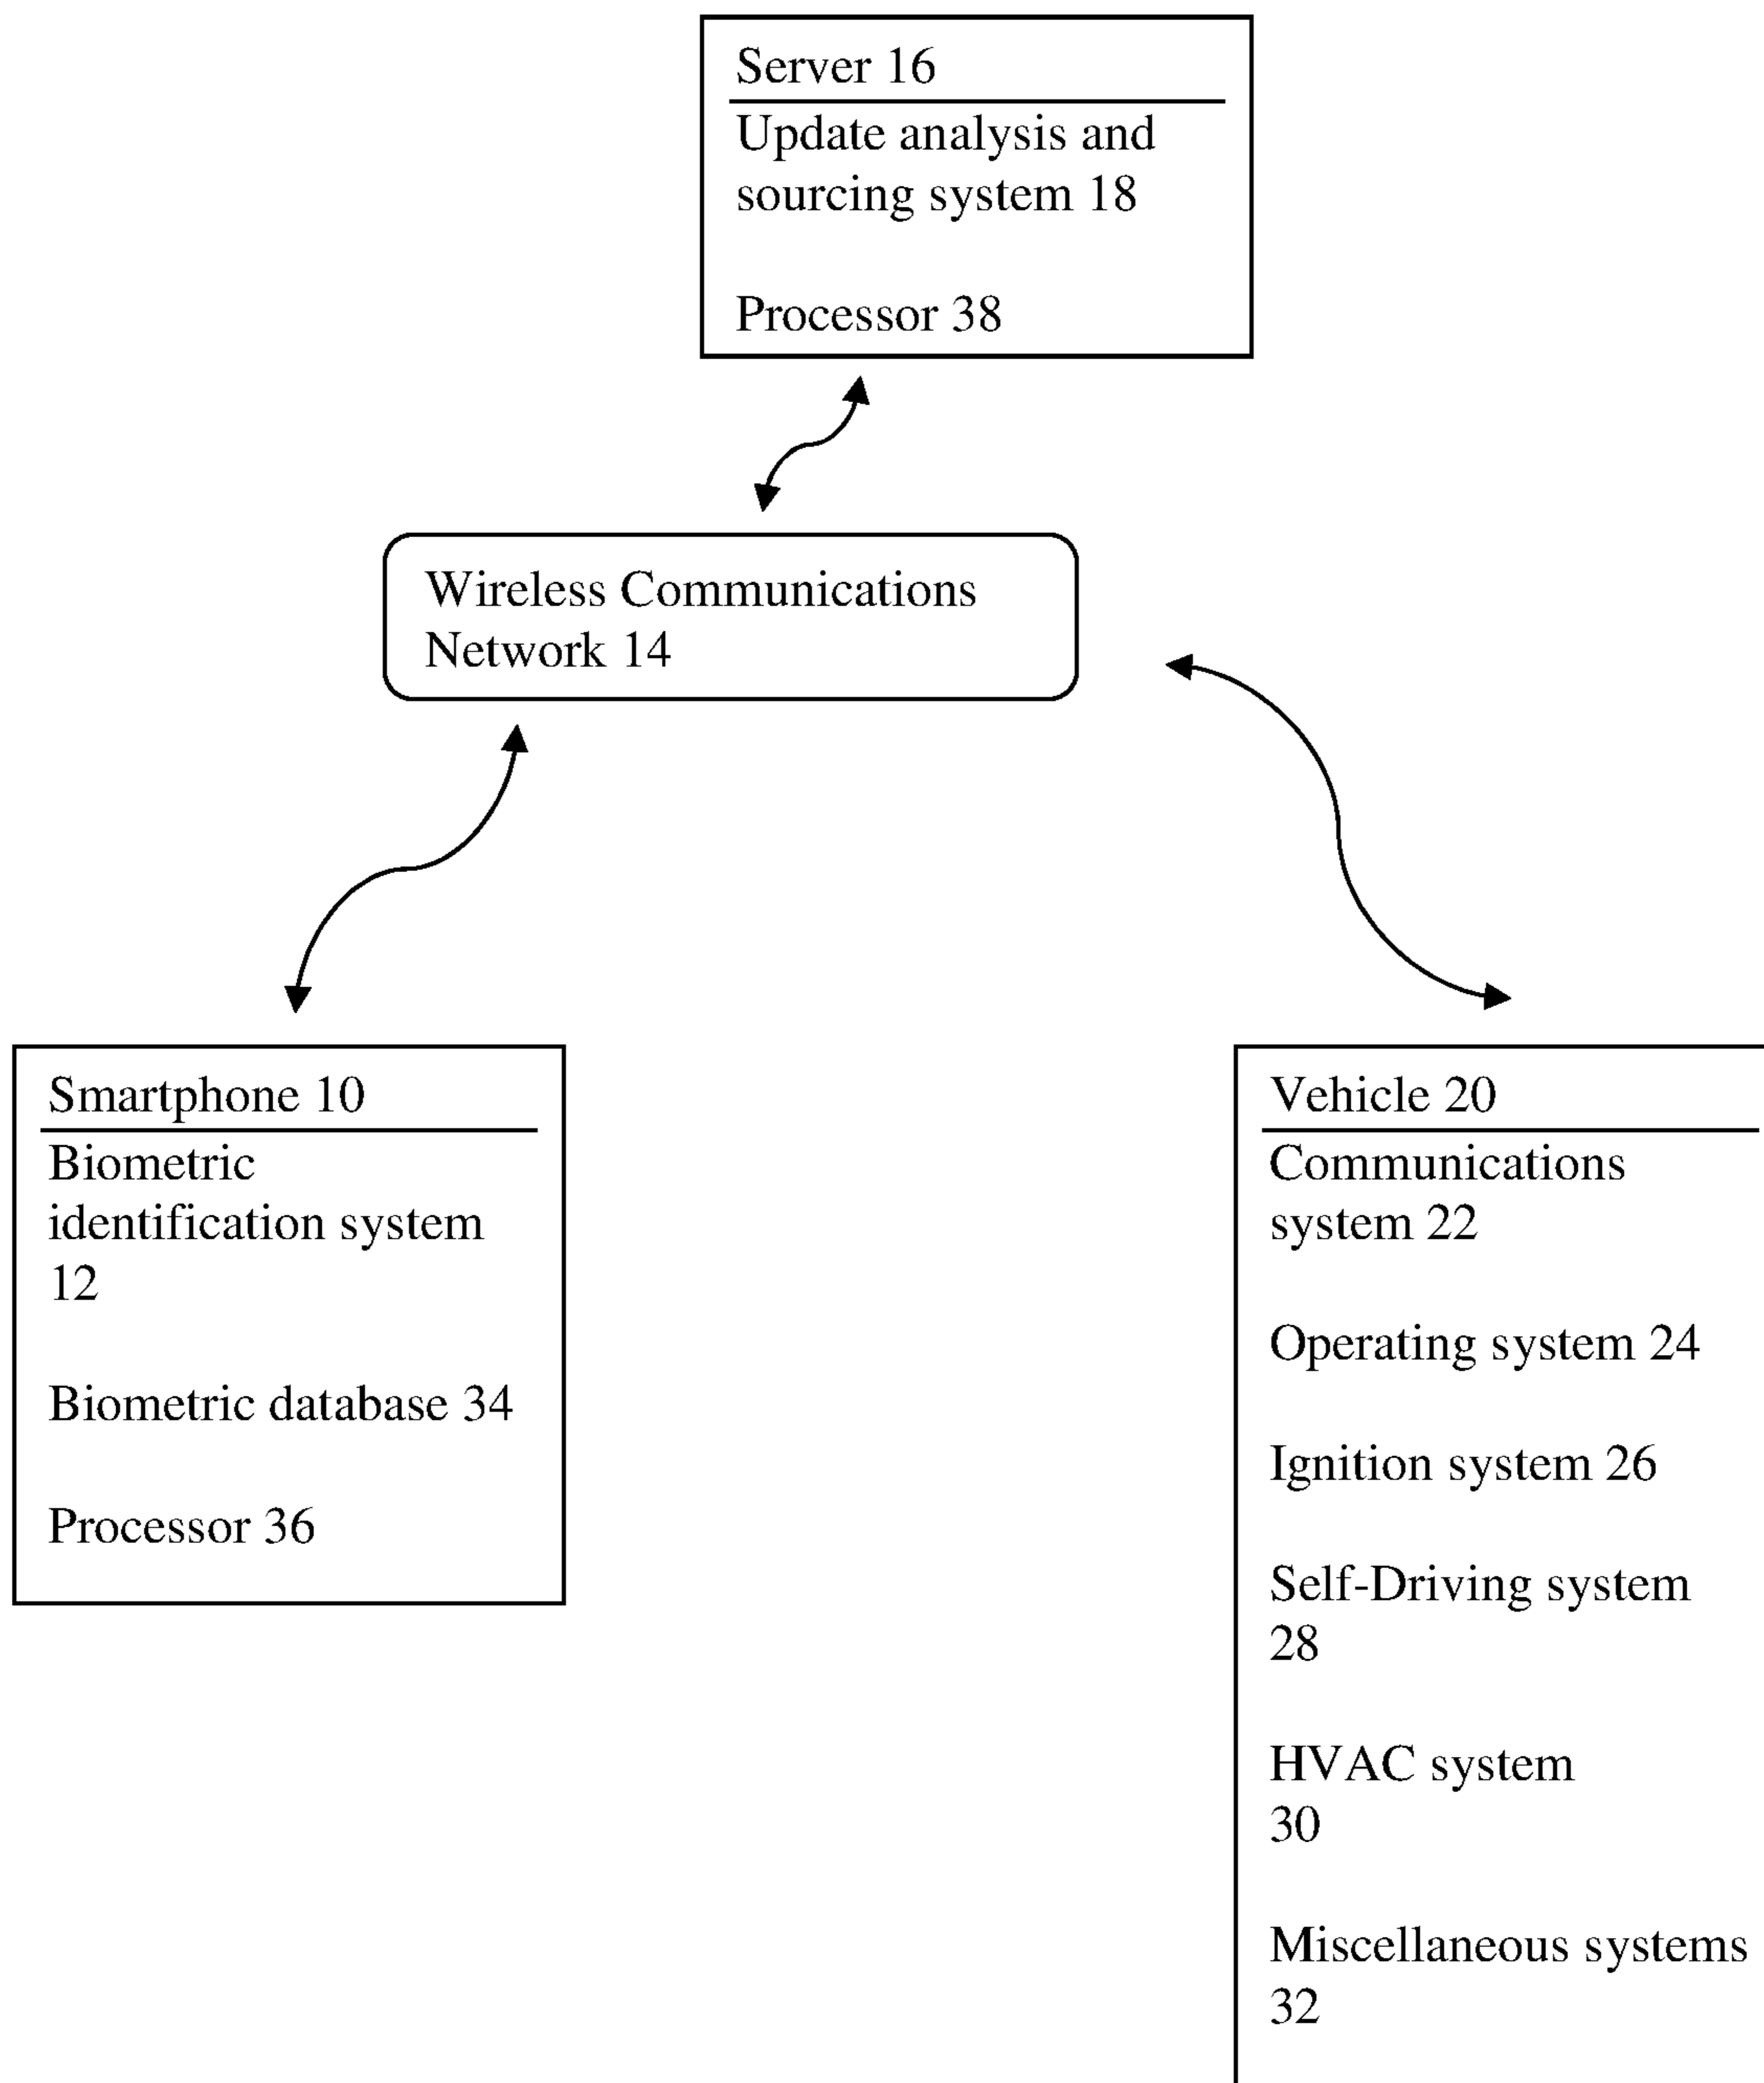 Server 16
Update analysis and
sourcing system 18
Processor 38
Wireless Communications
Network 14
Smartphone 10
Biometric
identification system
12
Biometric database 34
Processor 36
Vehicle 20
Communications
system 22
Operating system 24
Ignition system 26
Self-Driving system
28
HVAC system
30
Miscellaneous systems
32